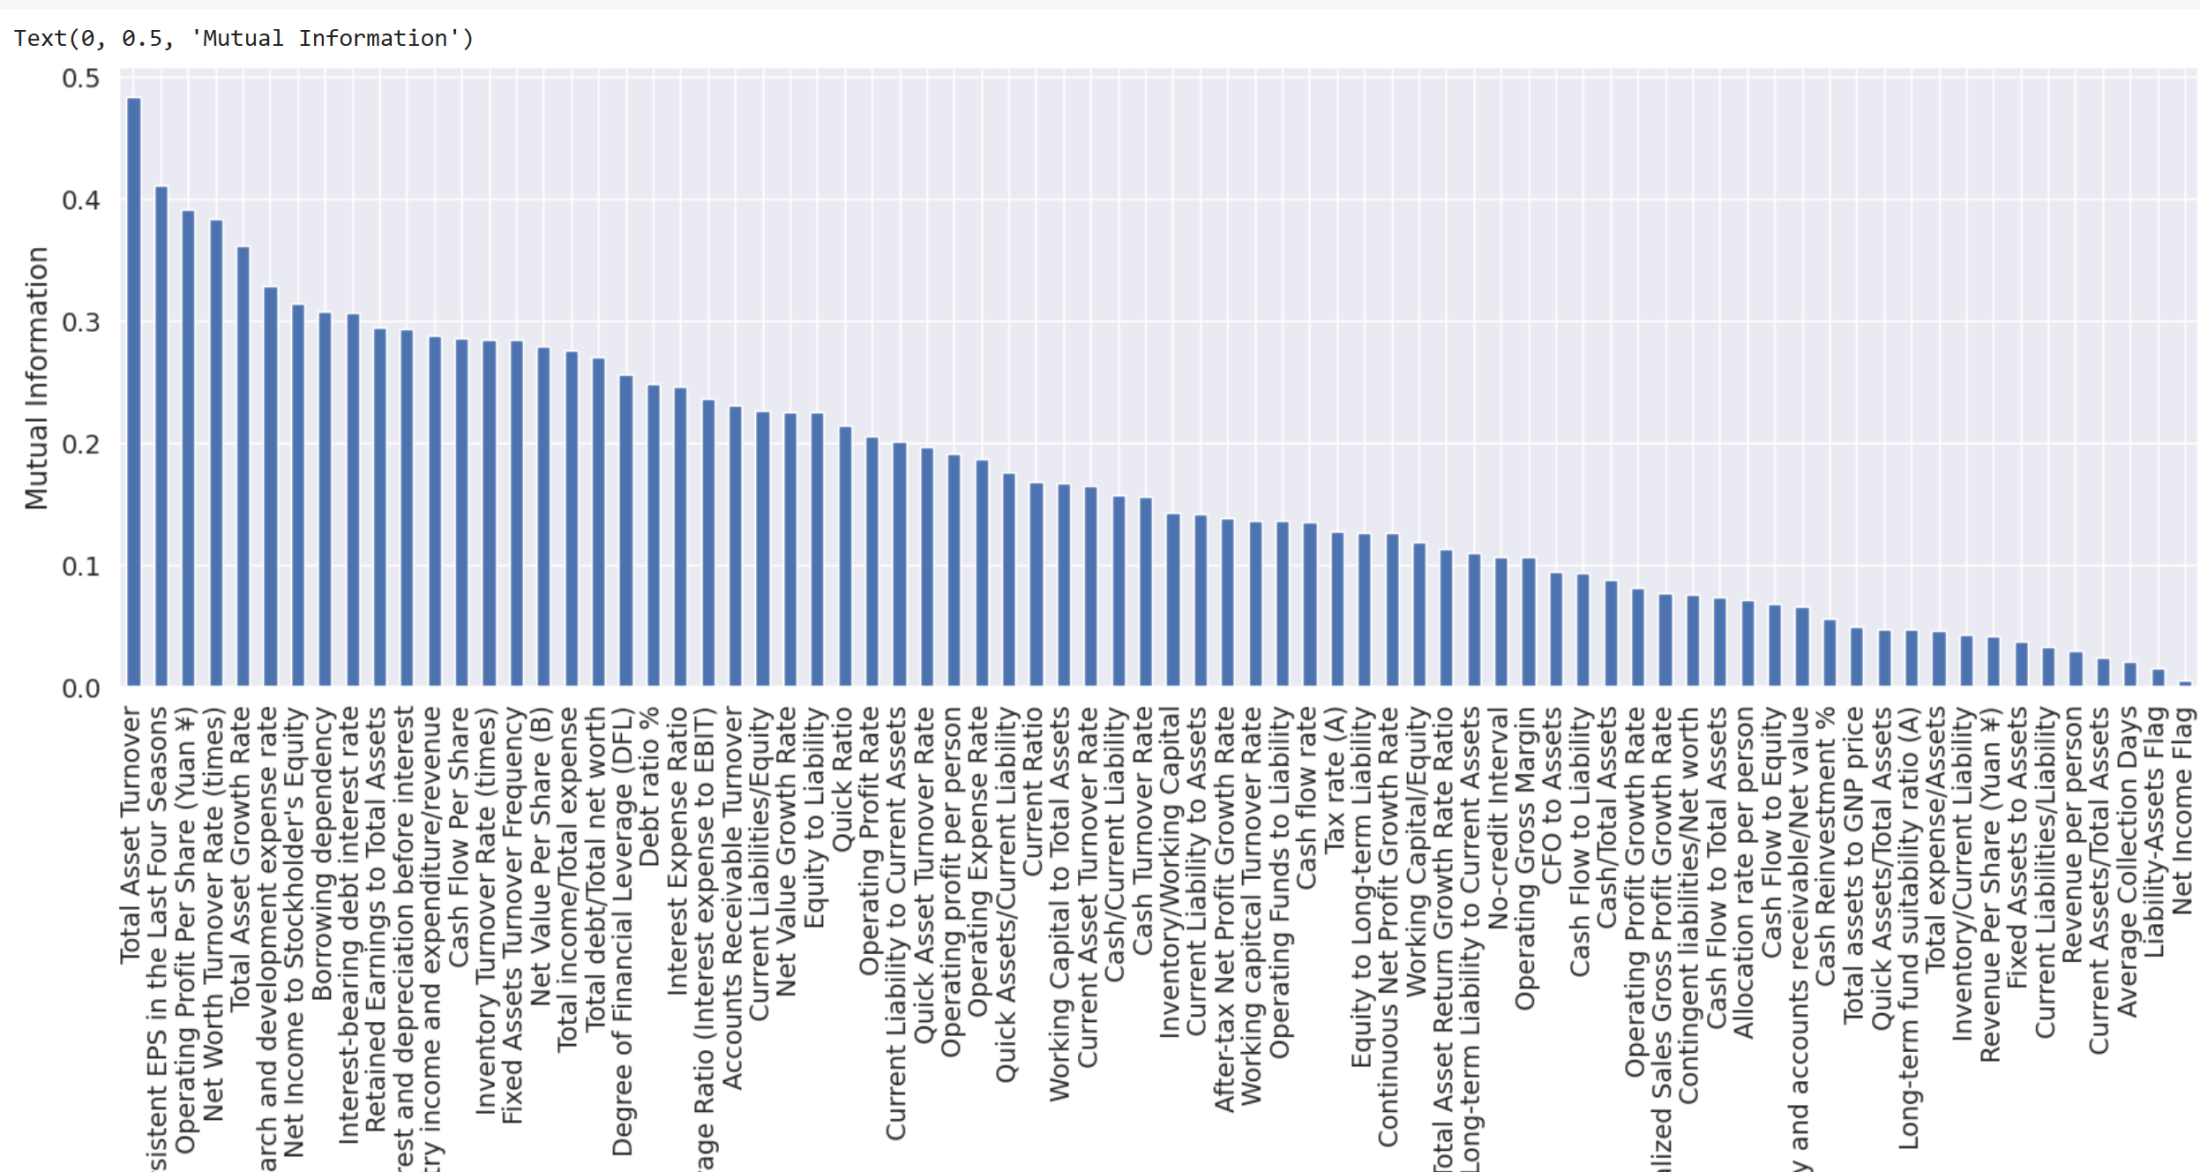 Text(0, 0.5, 'Mutual Information')
Mutual Information
0.5
0.4
0.3
0.2
0.1
0.0
Total Asset Turnover
EPS in the Last Four Seasons
Operating Profit Per Share (Yuan ¥)
Net Worth Turnover Rate (times)
Total Asset Growth Rate
and development expense rate
Net Income to Stockholder's Equity
Borrowing dependency
Interest-bearing debt interest rate
Retained Earnings to Total Assets
and depreciation before interest
income and expenditure/revenue
Cash Flow Per Share
Inventory Turnover Rate (times)
Fixed Assets Turnover Frequency
Net Value Per Share (B)
Total income/Total expense
Total debt/Total net worth
Degree of Financial Leverage (DFL)
Debt ratio %
Interest Expense Ratio
Ratio (Interest expense to EBIT)
Accounts Receivable Turnover
Current Liabilities/Equity
Net Value Growth Rate
Equity to Liability
Quick Ratio
Operating Profit Rate
Current Liability to Current Assets
Quick Asset Turnover Rate
Operating profit per person
Operating Expense Rate
Quick Assets/Current Liability
Current Ratio
Working Capital to Total Assets
Current Asset Turnover Rate
Cash/Current Liability
Cash Turnover Rate
Inventory/Working Capital
Current Liability to Assets
After-tax Net Profit Growth Rate
Working capitcal Turnover Rate
Operating Funds to Liability
Cash flow rate
Tax rate (A)
Equity to Long-term Liability
Continuous Net Profit Growth Rate
Working Capital/Equity
Total Asset Return Growth Rate Ratio
Long-term Liability to Current Assets
No-credit Interval
Operating Gross Margin
CFO to Assets
Cash Flow to Liability
Cash/Total Assets
Operating Profit Growth Rate
Sales Gross Profit Growth Rate
Contingent liabilities/Net worth
Cash Flow to Total Assets
Allocation rate per person
Cash Flow to Equity
and accounts receivable/Net value
Cash Reinvestment %
Total assets to GNP price
Quick Assets/Total Assets
Long-term fund suitability ratio (A)
Total expense/Assets
Inventory/Current Liability
Revenue Per Share (Yuan ¥)
Fixed Assets to Assets
Current Liabilities/Liability
Revenue per person
Current Assets/Total Assets
Average Collection Days
Liability-Assets Flag
Net Income Flag